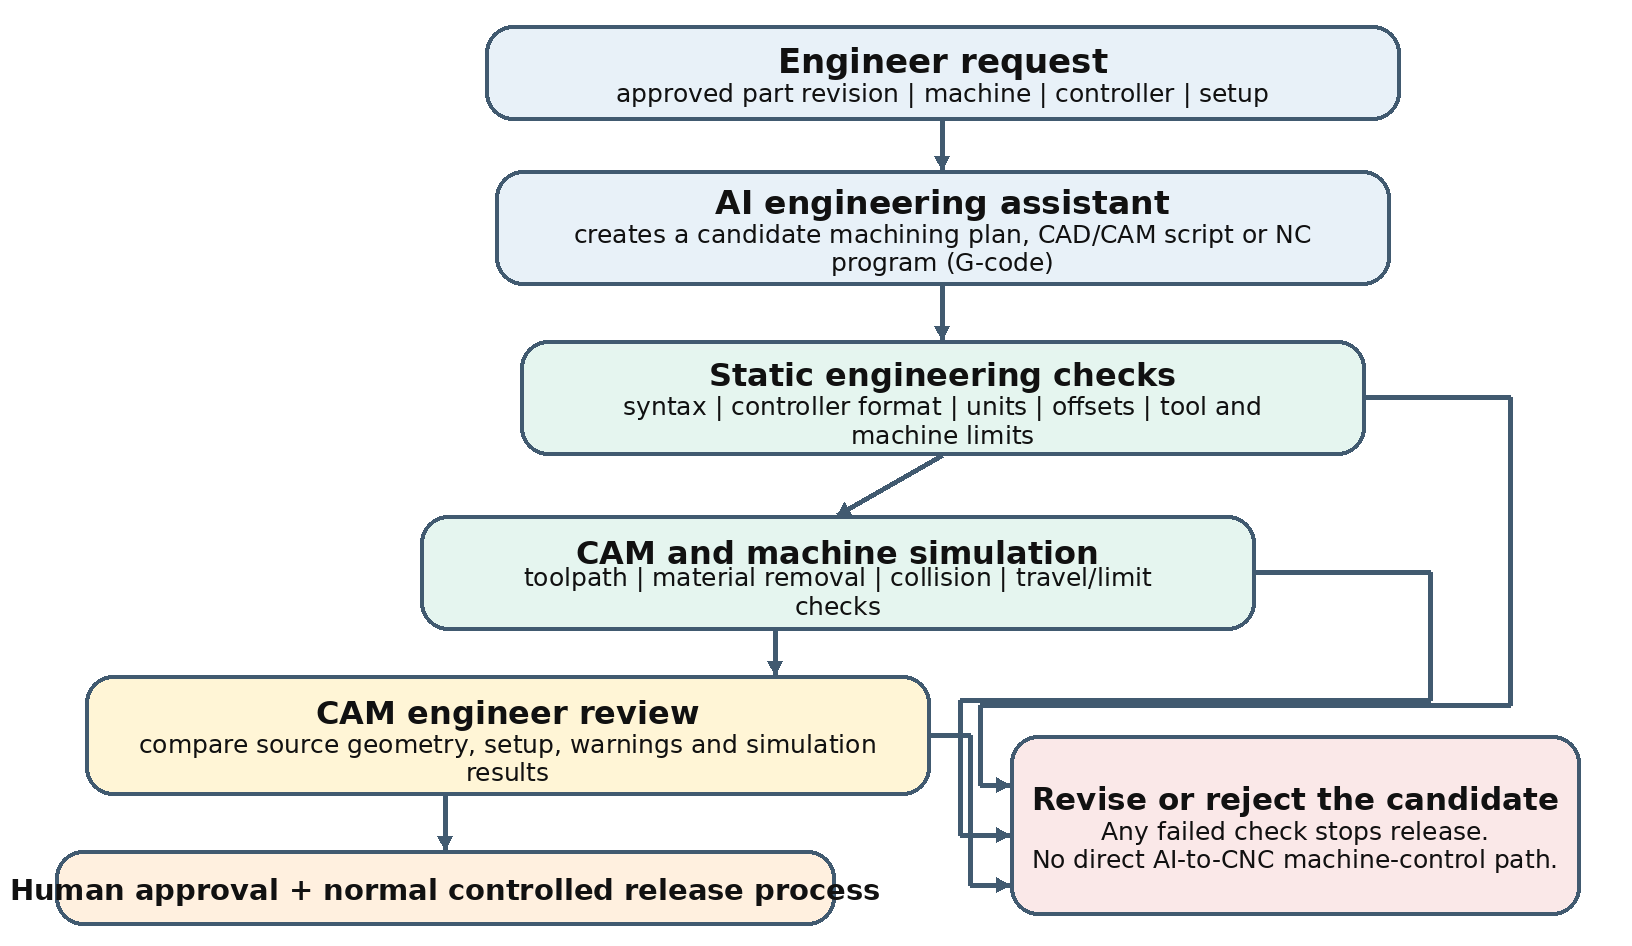 Engineer request
approved part revision | machine | controller | setup
AI engineering assistant
creates a candidate machining plan, CAD/CAM script or NC
program (G-code)
Static engineering checks
syntax | controller format | units | offsets | tool and
machine limits
CAM and machine simulation
toolpath | material removal | collision | travel/limit
checks
CAM engineer review
compare source geometry, setup, warnings and simulation
results
Revise or reject the candidate
Any failed check stops release.
No direct AI-to-CNC machine-control path.
Human approval + normal controlled release process